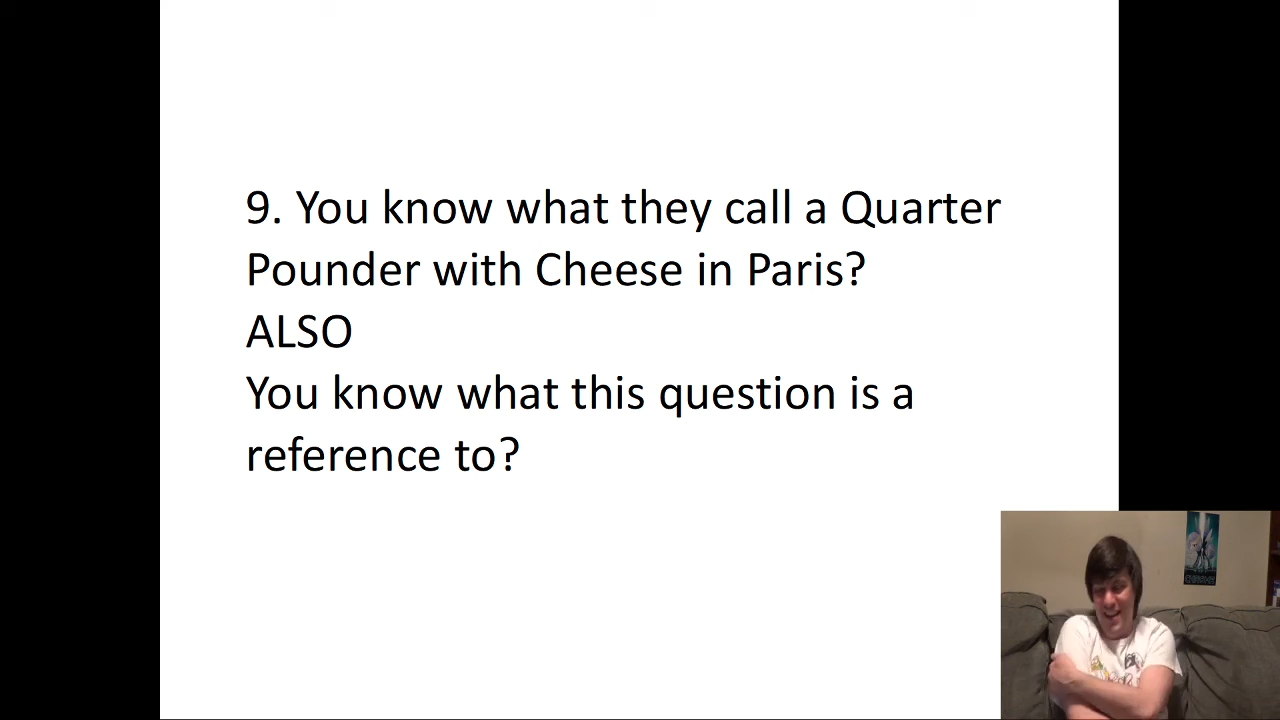 9. You know what they call a Quarter
Pounder with Cheese in Paris?
ALSO
You know what this question is a
reference to?